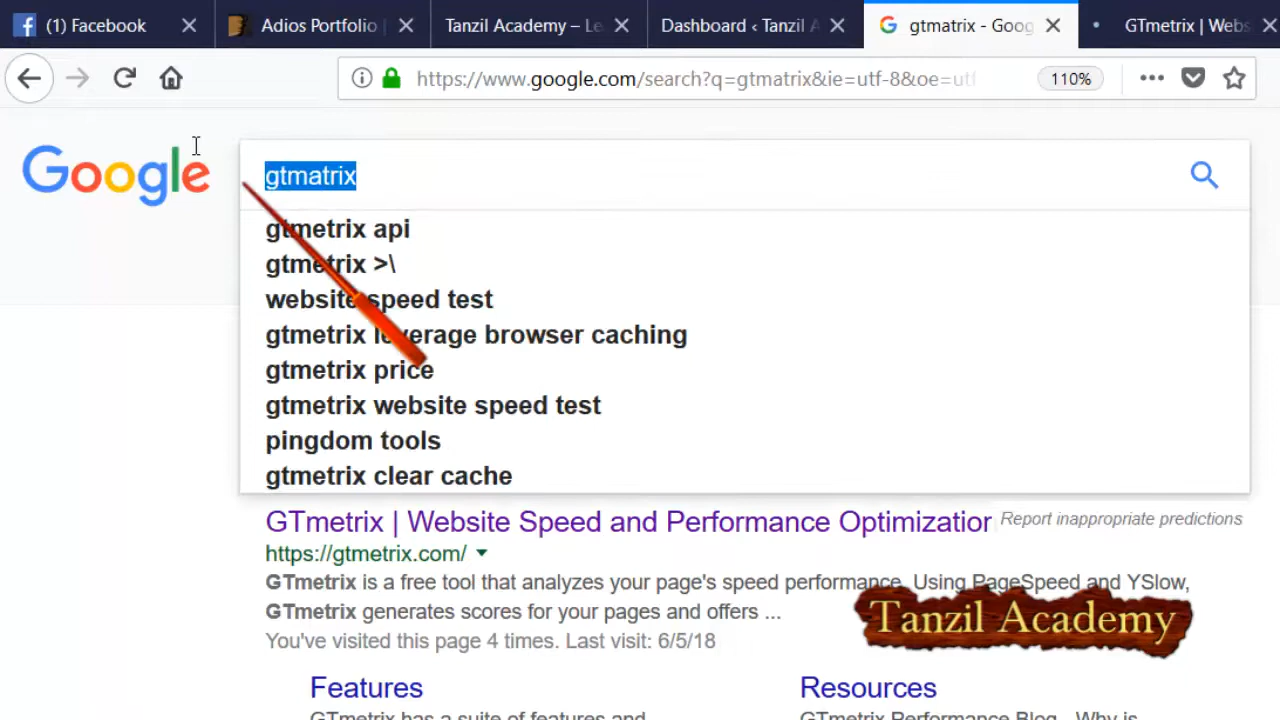 (1) Facebook
Adios Portfolio
Tanzil Academy – Le
Dashboard ‹ Tanzil A
gtmatrix - Goog
GTmetrix | Webs
https://www.google.com/search?q=gtmatrix&ie=utf-8&oe=utf
110%
Google
gtmatrix
gtmetrix api
gtmetrix >\
website speed test
gtmetrix leverage browser caching
gtmetrix price
gtmetrix website speed test
pingdom tools
gtmetrix clear cache
GTmetrix | Website Speed and Performance Optimization
Report inappropriate predictions
https://gtmetrix.com/
GTmetrix is a free tool that analyzes your page's speed performance. Using PageSpeed and YSlow,
GTmetrix generates scores for your pages and offers ...
You've visited this page 4 times. Last visit: 6/5/18
Tanzil Academy
Features
Resources
GTmetrix has a suite of features and
GTmetrix Performance Blog - Why is